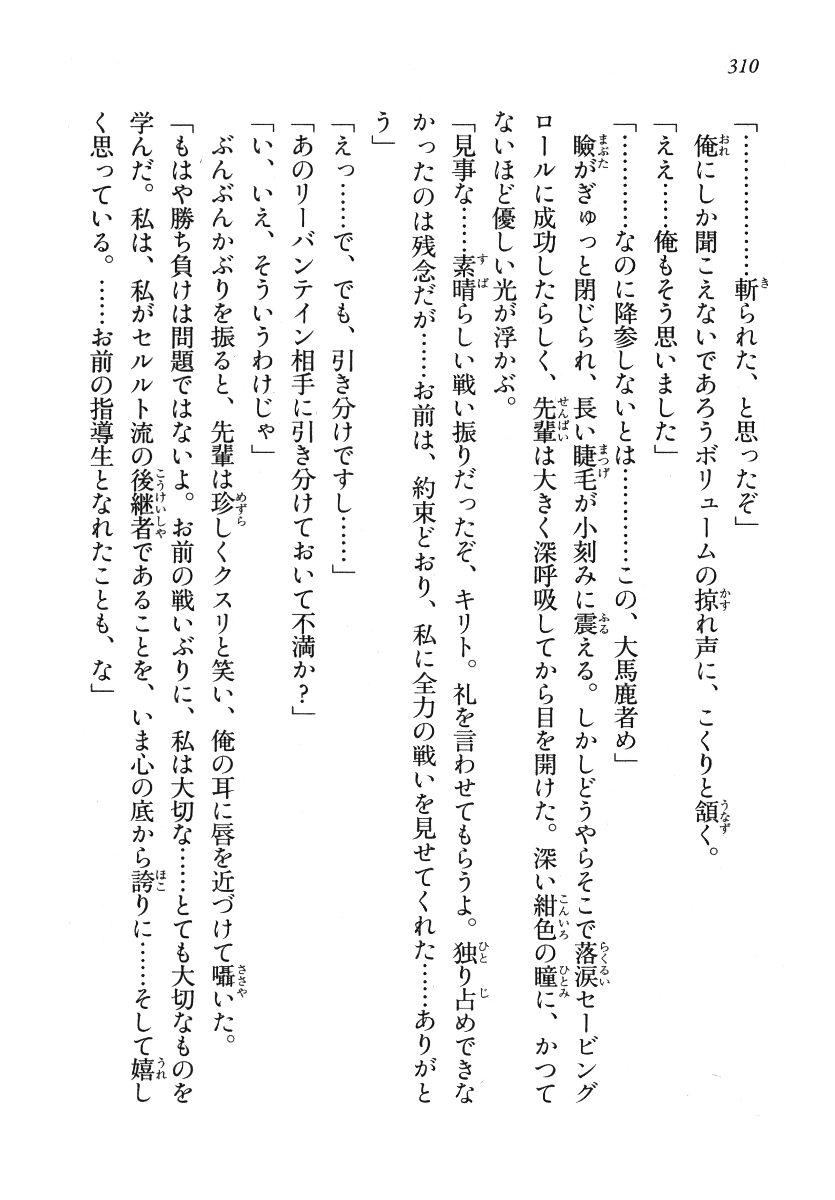 310
「………………斬られた、と思ったぞ」
俺にしか聞こえないであろうボリュームの掠れ声に、こくりと頷く。
「ええ……俺もそう思いました」
「…………なのに降参しないとは…………この、大馬鹿者め」
瞼がぎゅっと閉じられ、長い睫毛が小刻みに震える。しかしどうやらそこで落涙セービング
ロールに成功したらしく、先輩は大きく深呼吸してから目を開けた。深い紺色の瞳に、かつて
ないほど優しい光が浮かぶ。
「見事な……素晴らしい戦い振りだったぞ、キリト。礼を言わせてもらうよ。独り占めできな
かったのは残念だが……お前は、約束どおり、私に全力の戦いを見せてくれた……ありがと
う」
「えっ……で、でも、引き分けですし……」
「あのリーバンテイン相手に引き分けておいて不満か？」
「い、いえ、そういうわけじゃ」
ぶんぶんかぶりを振ると、先輩は珍しくクスリと笑い、俺の耳に唇を近づけて囁いた。
「もはや勝ち負けは問題ではないよ。お前の戦いぶりに、私は大切な……とても大切なものを
学んだ。私は、私がセルルト流の後継者であることを、いま心の底から誇りに……そして嬉し
く思っている。……お前の指導生となれたことも、な」